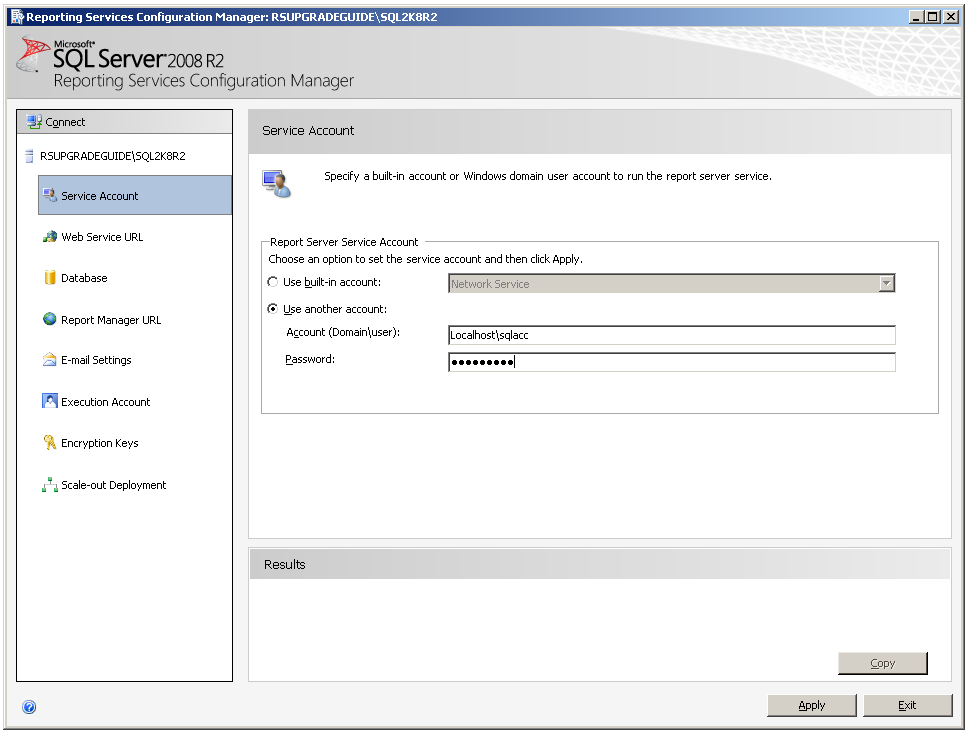 Reporting Services Configuration Manager: RSUPGRADEGUIDE\SQL2K8R2
Microsoft®
SQL Server 2008 R2
Reporting Services Configuration Manager
Connect
RSUPGRADEGUIDE\SQL2K8R2
Service Account
Web Service URL
Database
Report Manager URL
E-mail Settings
Execution Account
Encryption Keys
Scale-out Deployment
Service Account
Specify a built-in account or Windows domain user account to run the report server service.
Report Server Service Account
Choose an option to set the service account and then click Apply.
Use built-in account:
Network Service
Use another account:
Account (Domain\user):
Localhost\sqlacc
Password:
●●●●●●●●●
Results
Copy
Apply
Exit